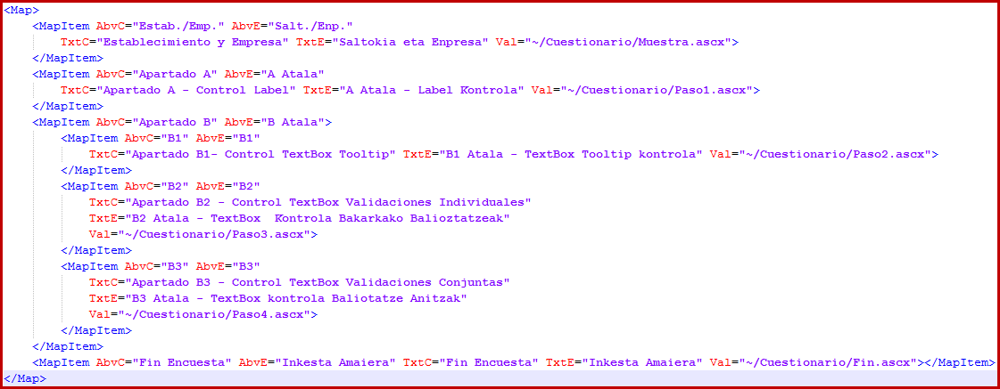 <Map>
<MapItem AbvC="Estab./Emp." AbvE="Salt./Enp."
TxtC="Establecimiento y Empresa" TxtE="Saltokia eta Enpresa" Val="~/Cuestionario/Muestra.ascx">
</MapItem>
<MapItem AbvC="Apartado A" AbvE="A Atala"
TxtC="Apartado A - Control Label" TxtE="A Atala - Label Kontrola" Val="~/Cuestionario/Paso1.ascx">
</MapItem>
<MapItem AbvC="Apartado B" AbvE="B Atala">
<MapItem AbvC="B1" AbvE="B1"
TxtC="Apartado B1- Control TextBox Tooltip" TxtE="B1 Atala - TextBox Tooltip kontrola" Val="~/Cuestionario/Paso2.ascx">
</MapItem>
<MapItem AbvC="B2" AbvE="B2"
TxtC="Apartado B2 - Control TextBox Validaciones Individuales"
TxtE="B2 Atala - TextBox  Kontrola Bakarkako Balioztatzeak"
Val="~/Cuestionario/Paso3.ascx">
</MapItem>
<MapItem AbvC="B3" AbvE="B3"
TxtC="Apartado B3 - Control TextBox Validaciones Conjuntas"
TxtE="B3 Atala - TextBox kontrola Baliotatze Anitzak"
Val="~/Cuestionario/Paso4.ascx">
</MapItem>
</MapItem>
<MapItem AbvC="Fin Encuesta" AbvE="Inkesta Amaiera" TxtC="Fin Encuesta" TxtE="Inkesta Amaiera" Val="~/Cuestionario/Fin.ascx"></MapItem>
</Map>